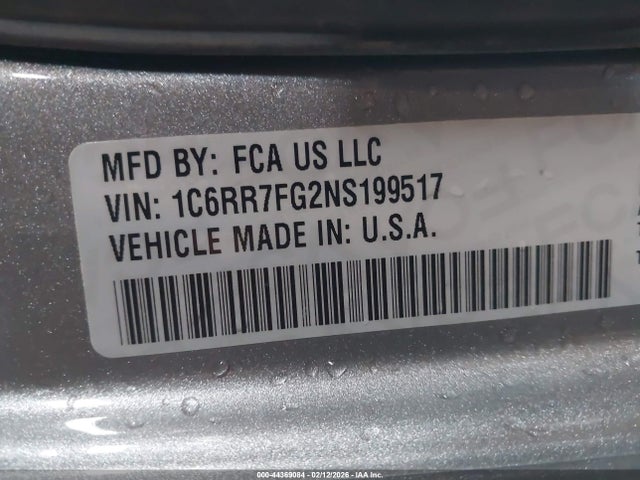 MFD BY: FCA US LLC
VIN: 1C6RR7FG2NS199517
VEHICLE MADE IN: U.S.A.
000-44369084 - 02/12/2026 - IAA Inc.